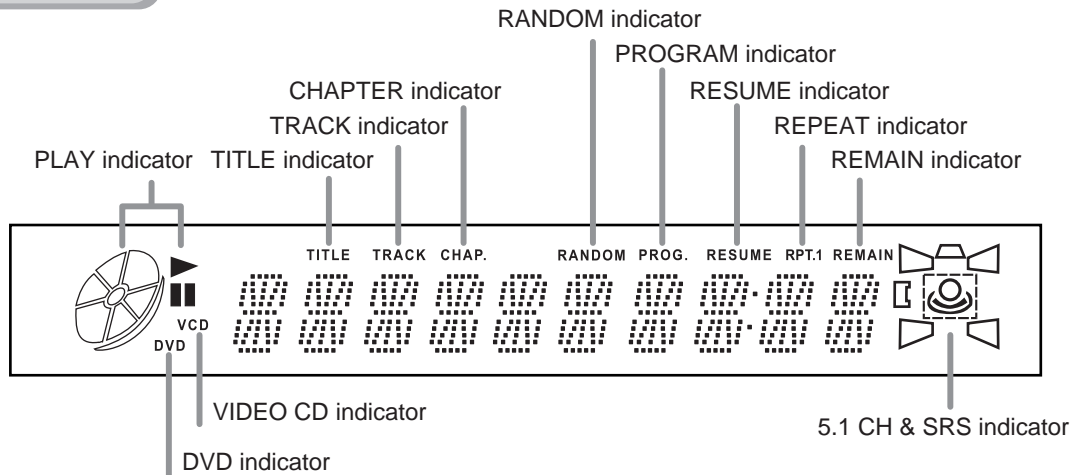 RANDOM indicator
PROGRAM indicator
CHAPTER indicator
RESUME indicator
TRACK indicator
REPEAT indicator
PLAY indicator
TITLE indicator
REMAIN indicator
TITLE TRACK CHAP. RANDOM PROG. RESUME RPT.1 REMAIN
VCD
DVD
VIDEO CD indicator
5.1 CH & SRS indicator
DVD indicator